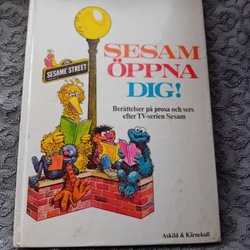 SESAME STREET
SESAM
ÖPPNA
DIG!
Berättelser på prosa och vers
efter TV-serien Sesam
Askild & Kärnekull